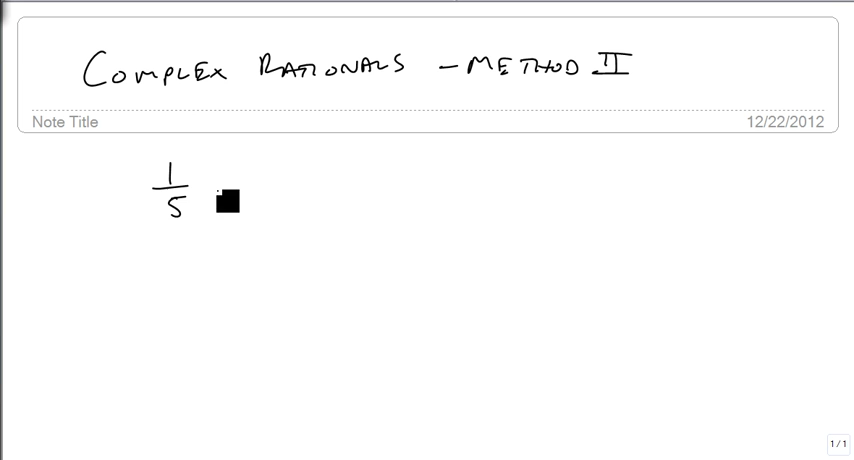 COMPLEX RATIONALS - METHOD II
Note Title 12/22/2012
1
5
1 / 1